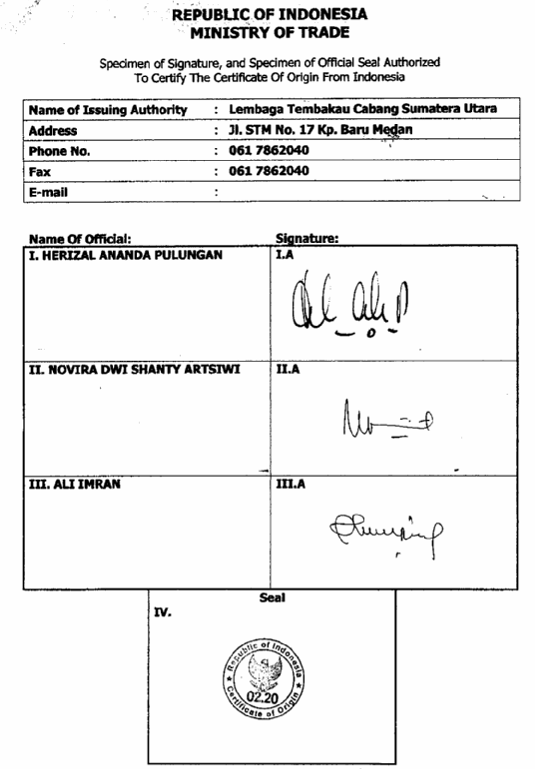 REPUBLIC OF INDONESIA
MINISTRY OF TRADE
Specimen of Signature, and Specimen of Official Seal Authorized
To Certify The Certificate Of Origin From Indonesia
Name of Issuing Authority : Lembaga Tembakau Cabang Sumatera Utara
Address : Jl. STM No. 17 Kp. Baru Medan
Phone No. : 061 7862040
Fax : 061 7862040
E-mail :
Name Of Official: Signature:
I. HERIZAL ANANDA PULUNGAN I.A
II. NOVIRA DWI SHANTY ARTSIWI II.A
III. ALI IMRAN III.A
Seal
IV.
Republic of Indonesia
02.20
Certificate of Origin